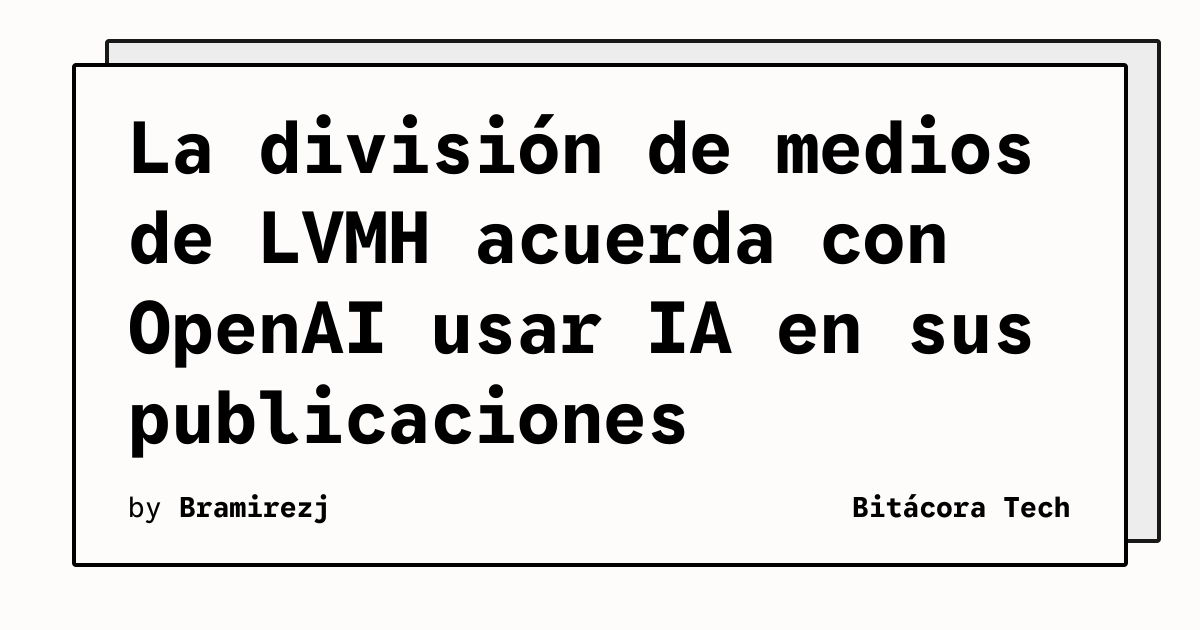 La división de medios
de LVMH acuerda con
OpenAI usar IA en sus
publicaciones
by Bramirezj
Bitácora Tech